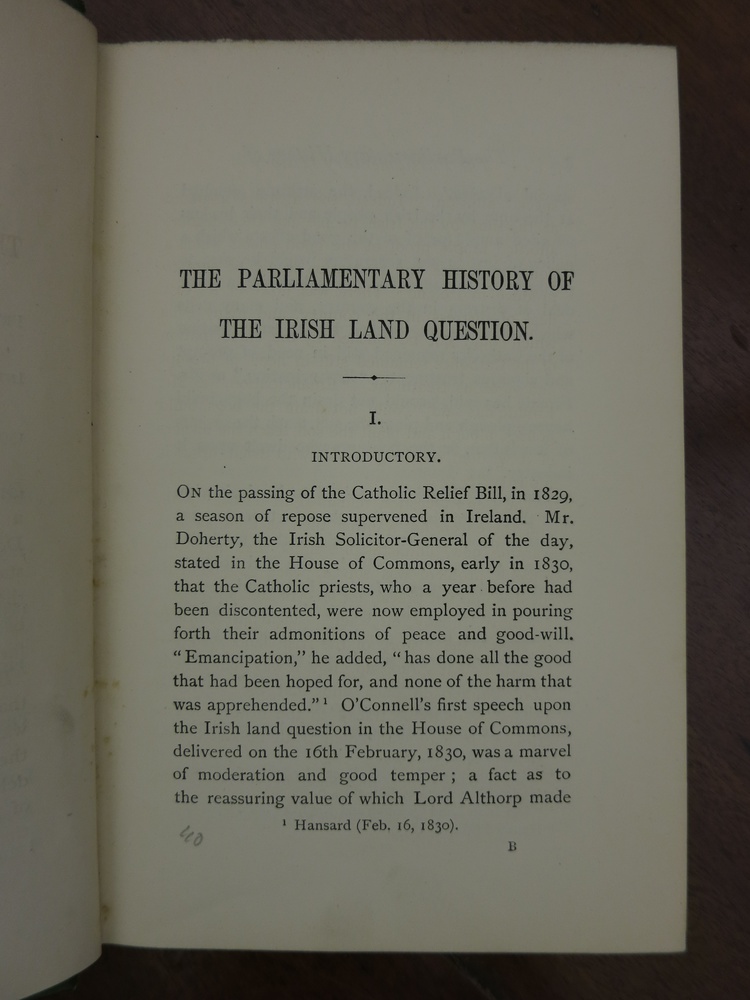 THE PARLIAMENTARY HISTORY OF
THE IRISH LAND QUESTION.
I.
INTRODUCTORY.
ON the passing of the Catholic Relief Bill, in 1829,
a season of repose supervened in Ireland. Mr.
Doherty, the Irish Solicitor-General of the day,
stated in the House of Commons, early in 1830,
that the Catholic priests, who a year before had
been discontented, were now employed in pouring
forth their admonitions of peace and good-will.
“Emancipation,” he added, “has done all the good
that had been hoped for, and none of the harm that
was apprehended.”¹ O'Connell's first speech upon
the Irish land question in the House of Commons,
delivered on the 16th February, 1830, was a marvel
of moderation and good temper; a fact as to
the reassuring value of which Lord Althorp made
¹ Hansard (Feb. 16, 1830).
B